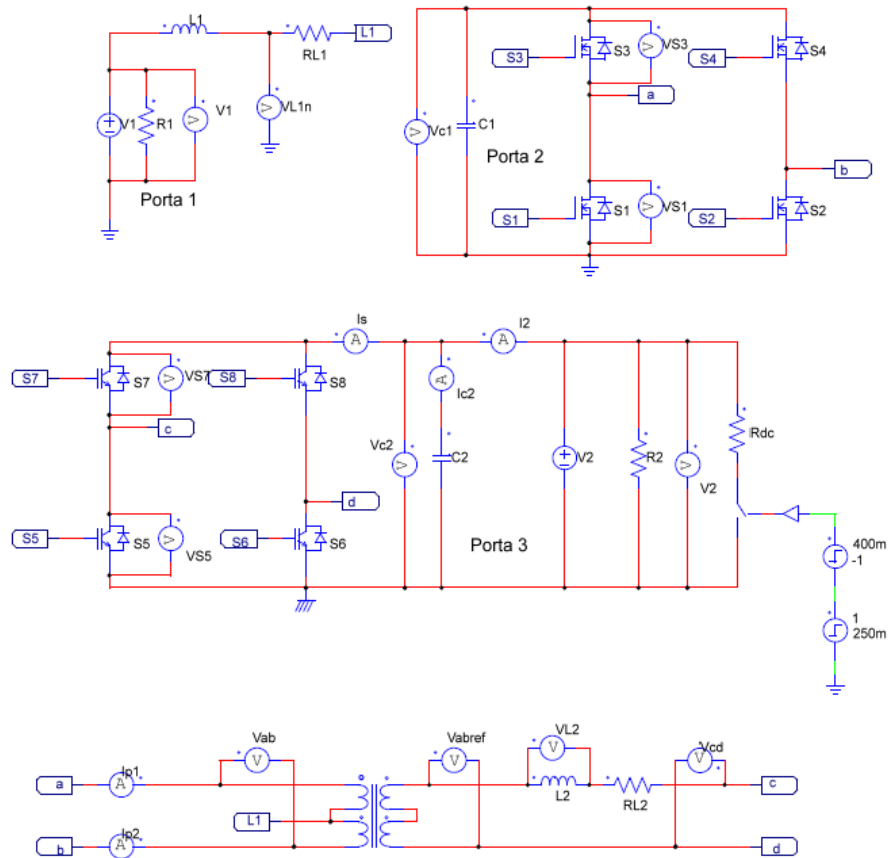 L1
L1
RL1
V1
R1
V1
VL1n
Porta 1
S3
S3
VS3
S4
S4
a
Vc1
C1
Porta 2
b
S1
S1
VS1
S2
S2
Is
I2
S7
S7
VS7
S8
S8
Ic2
c
Vc2
C2
V2
R2
V2
Rdc
d
S5
S5
VS5
S6
S6
Porta 3
400m
-1
1
250m
Vab
Vabref
VL2
Vcd
a
Ip1
L2
RL2
c
L1
b
Ip2
d